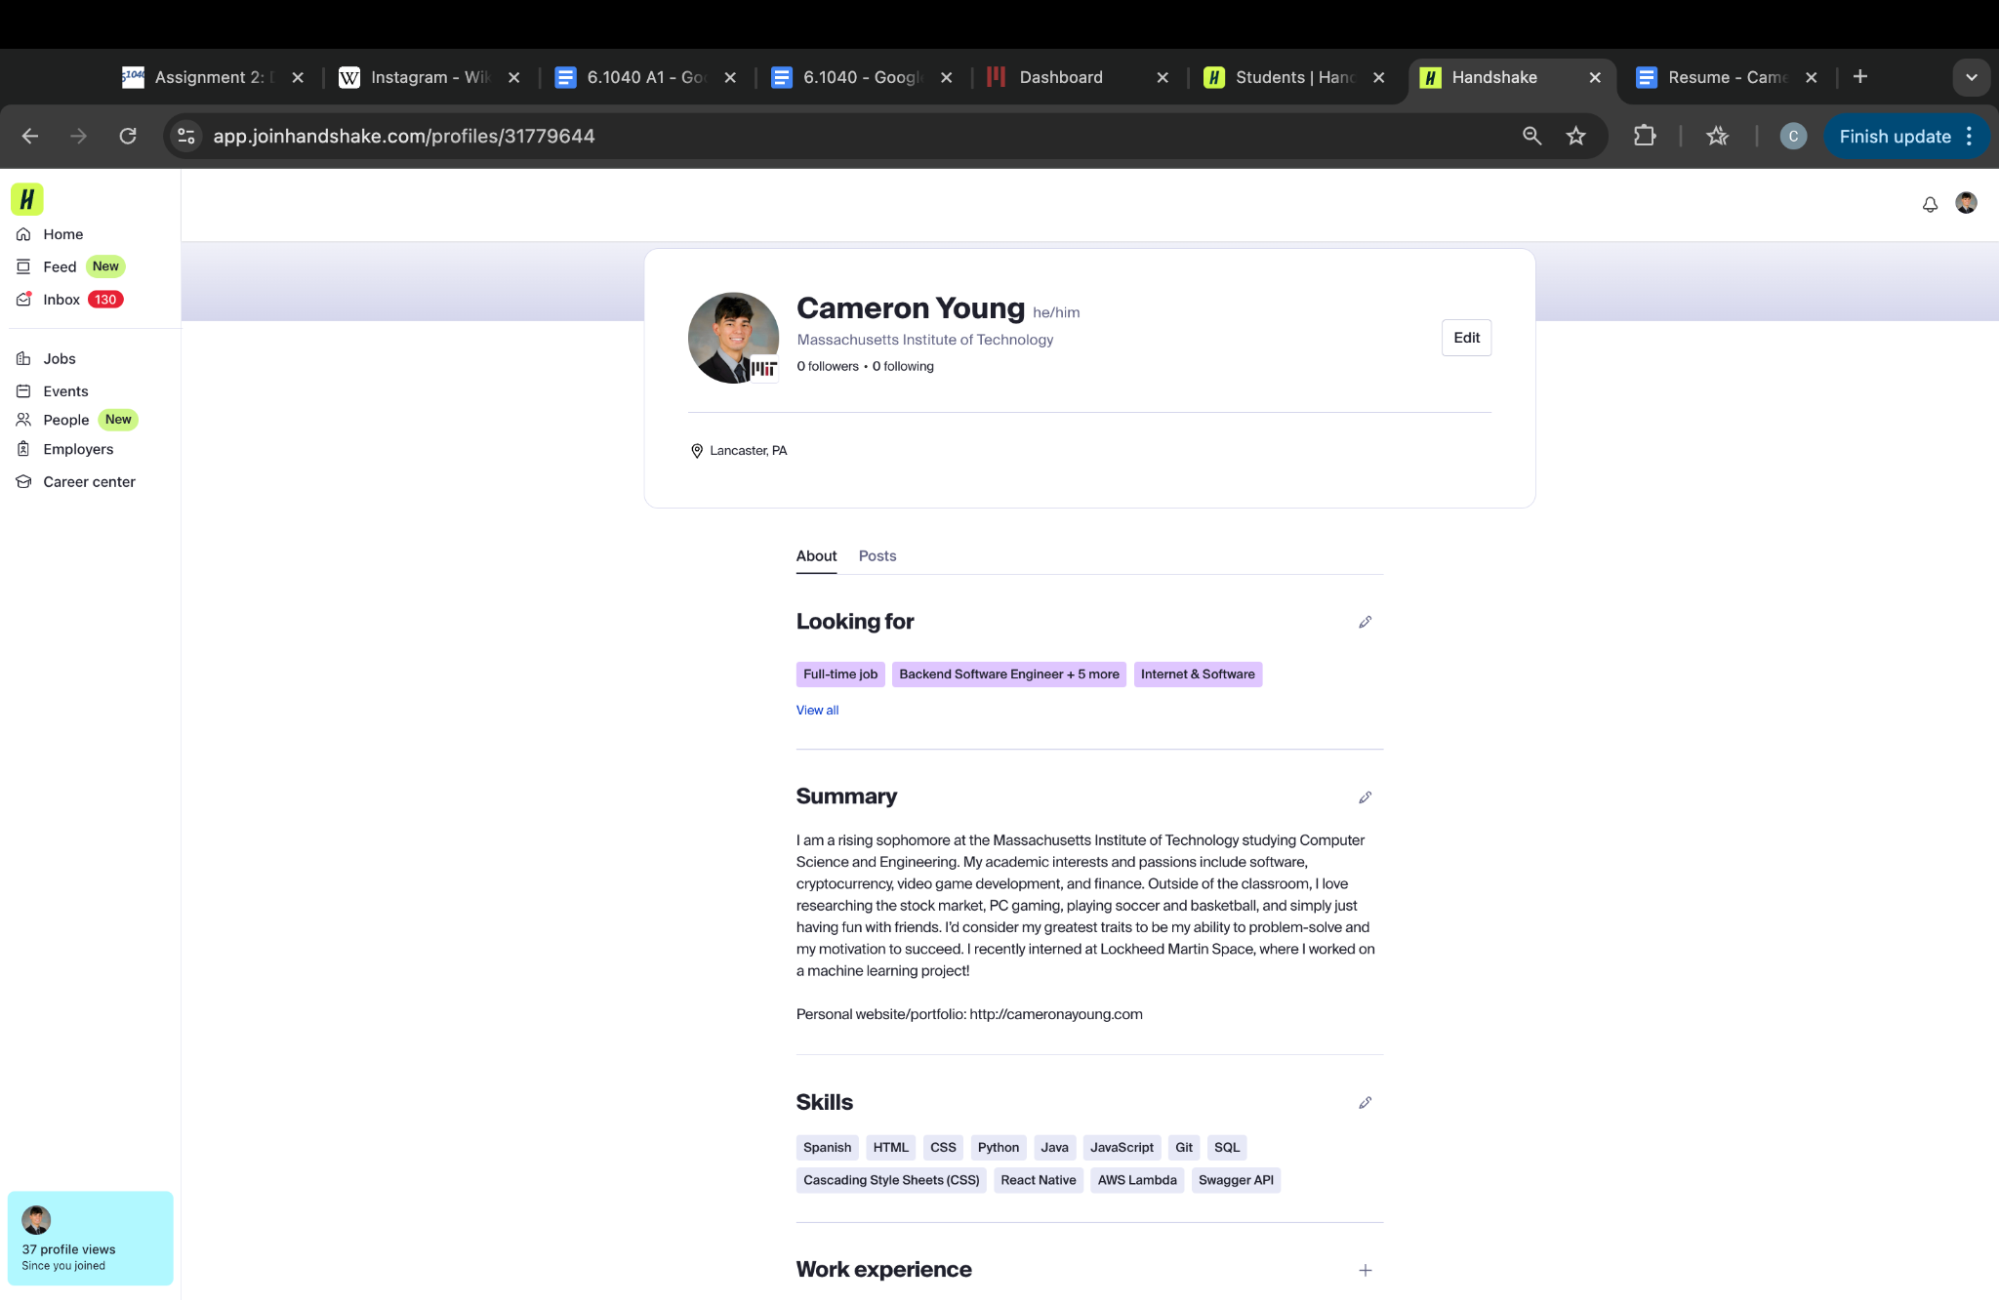 Assignment 2:
Instagram - Wik
6.1040 A1 - Go
6.1040 - Googl
Dashboard
Students | Han
Handshake
Resume - Came
app.joinhandshake.com/profiles/31779644
C
Finish update
Home
Feed New
Inbox 130
Jobs
Events
People New
Employers
Career center
Cameron Young he/him
Massachusetts Institute of Technology
0 followers • 0 following
Edit
Lancaster, PA
About Posts
Looking for
Full-time job Backend Software Engineer + 5 more Internet & Software
View all
Summary
I am a rising sophomore at the Massachusetts Institute of Technology studying Computer
Science and Engineering. My academic interests and passions include software,
cryptocurrency, video game development, and finance. Outside of the classroom, I love
researching the stock market, PC gaming, playing soccer and basketball, and simply just
having fun with friends. I'd consider my greatest traits to be my ability to problem-solve and
my motivation to succeed. I recently interned at Lockheed Martin Space, where I worked on
a machine learning project!
Personal website/portfolio: http://cameronayoung.com
Skills
Spanish HTML CSS Python Java JavaScript Git SQL
Cascading Style Sheets (CSS) React Native AWS Lambda Swagger API
Work experience
37 profile views
Since you joined